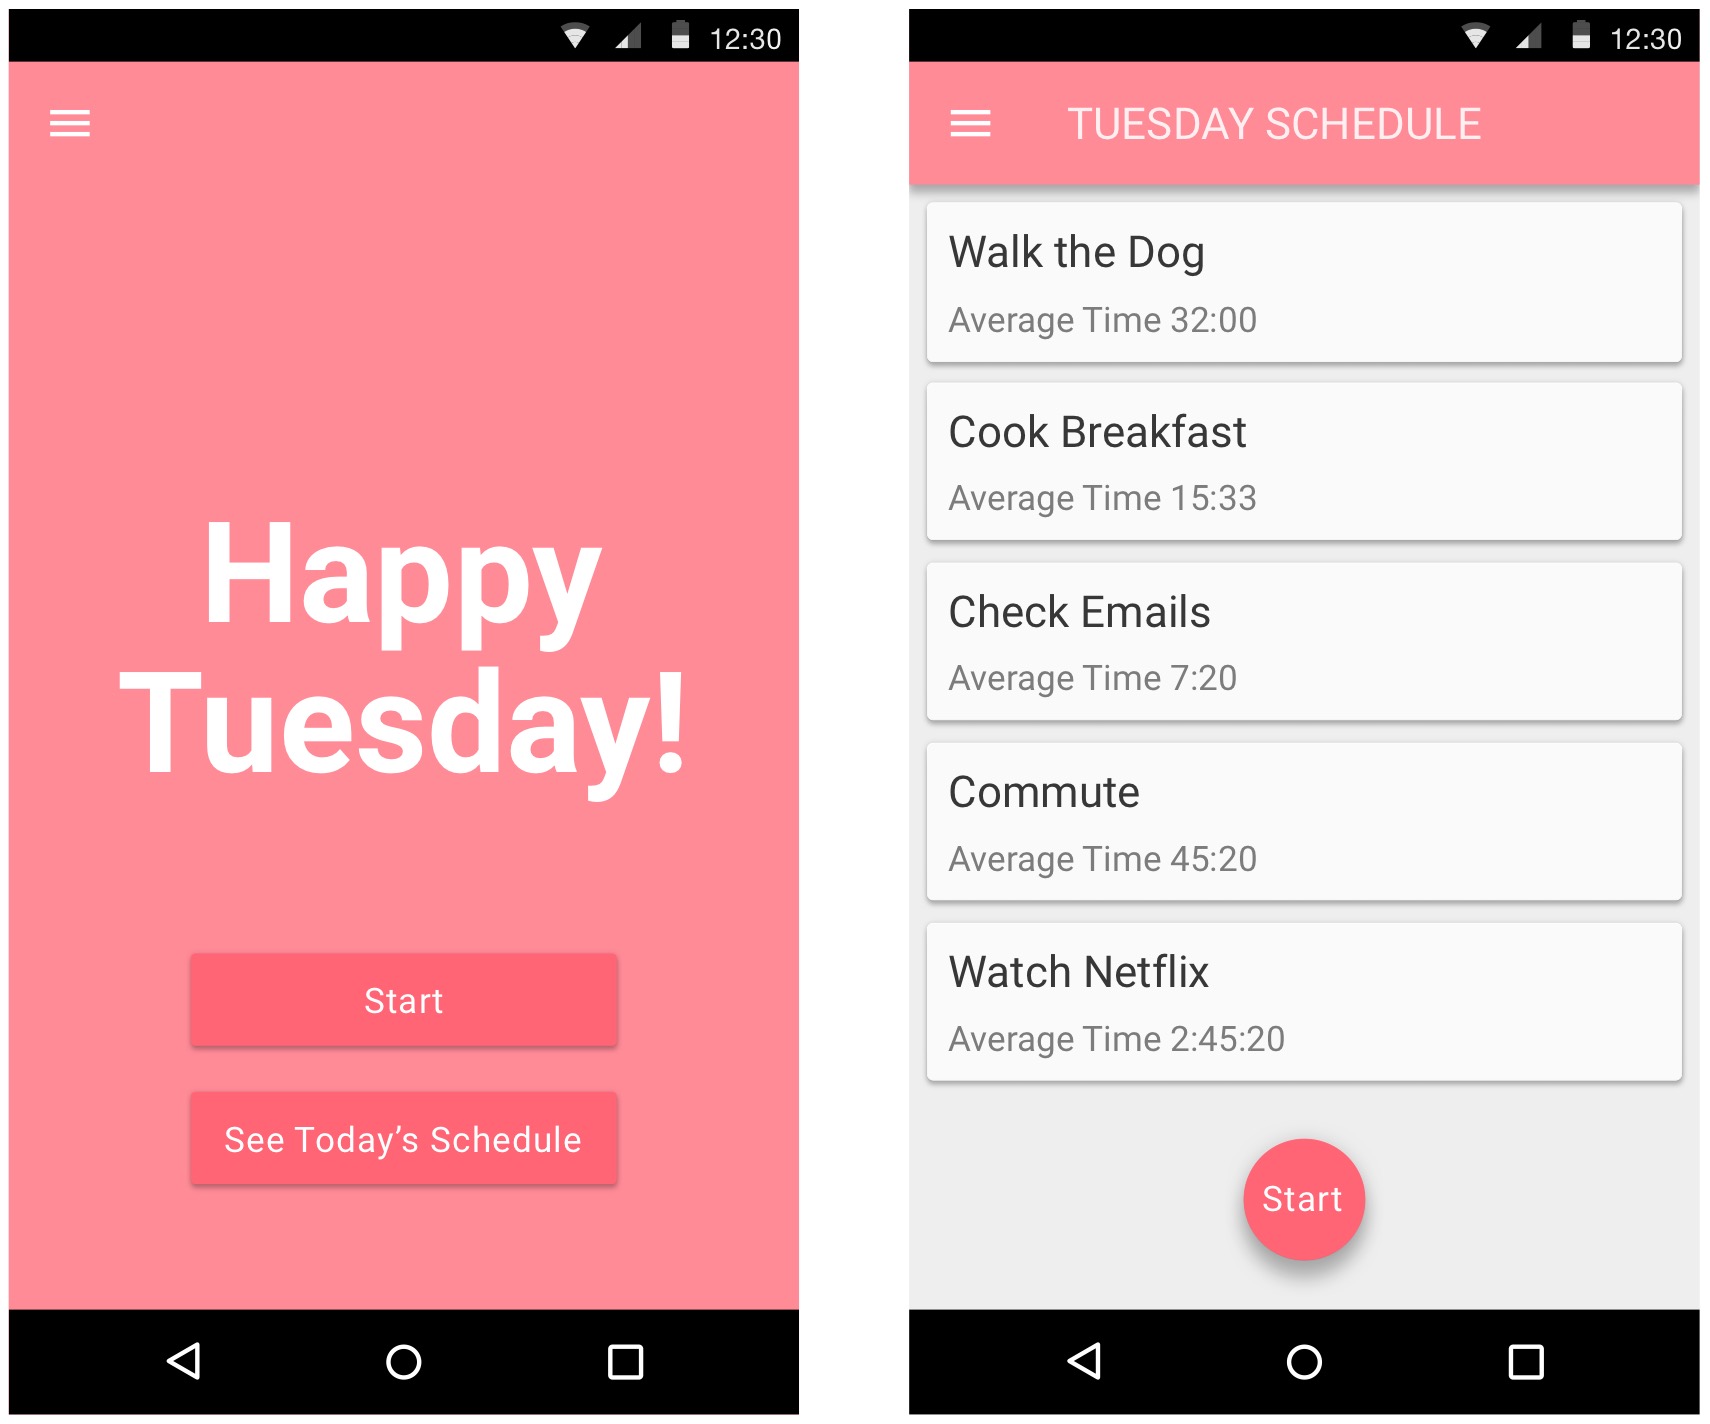 12:30
Happy
Tuesday!
Start
See Today’s Schedule
12:30
TUESDAY SCHEDULE
Walk the Dog
Average Time 32:00
Cook Breakfast
Average Time 15:33
Check Emails
Average Time 7:20
Commute
Average Time 45:20
Watch Netflix
Average Time 2:45:20
Start